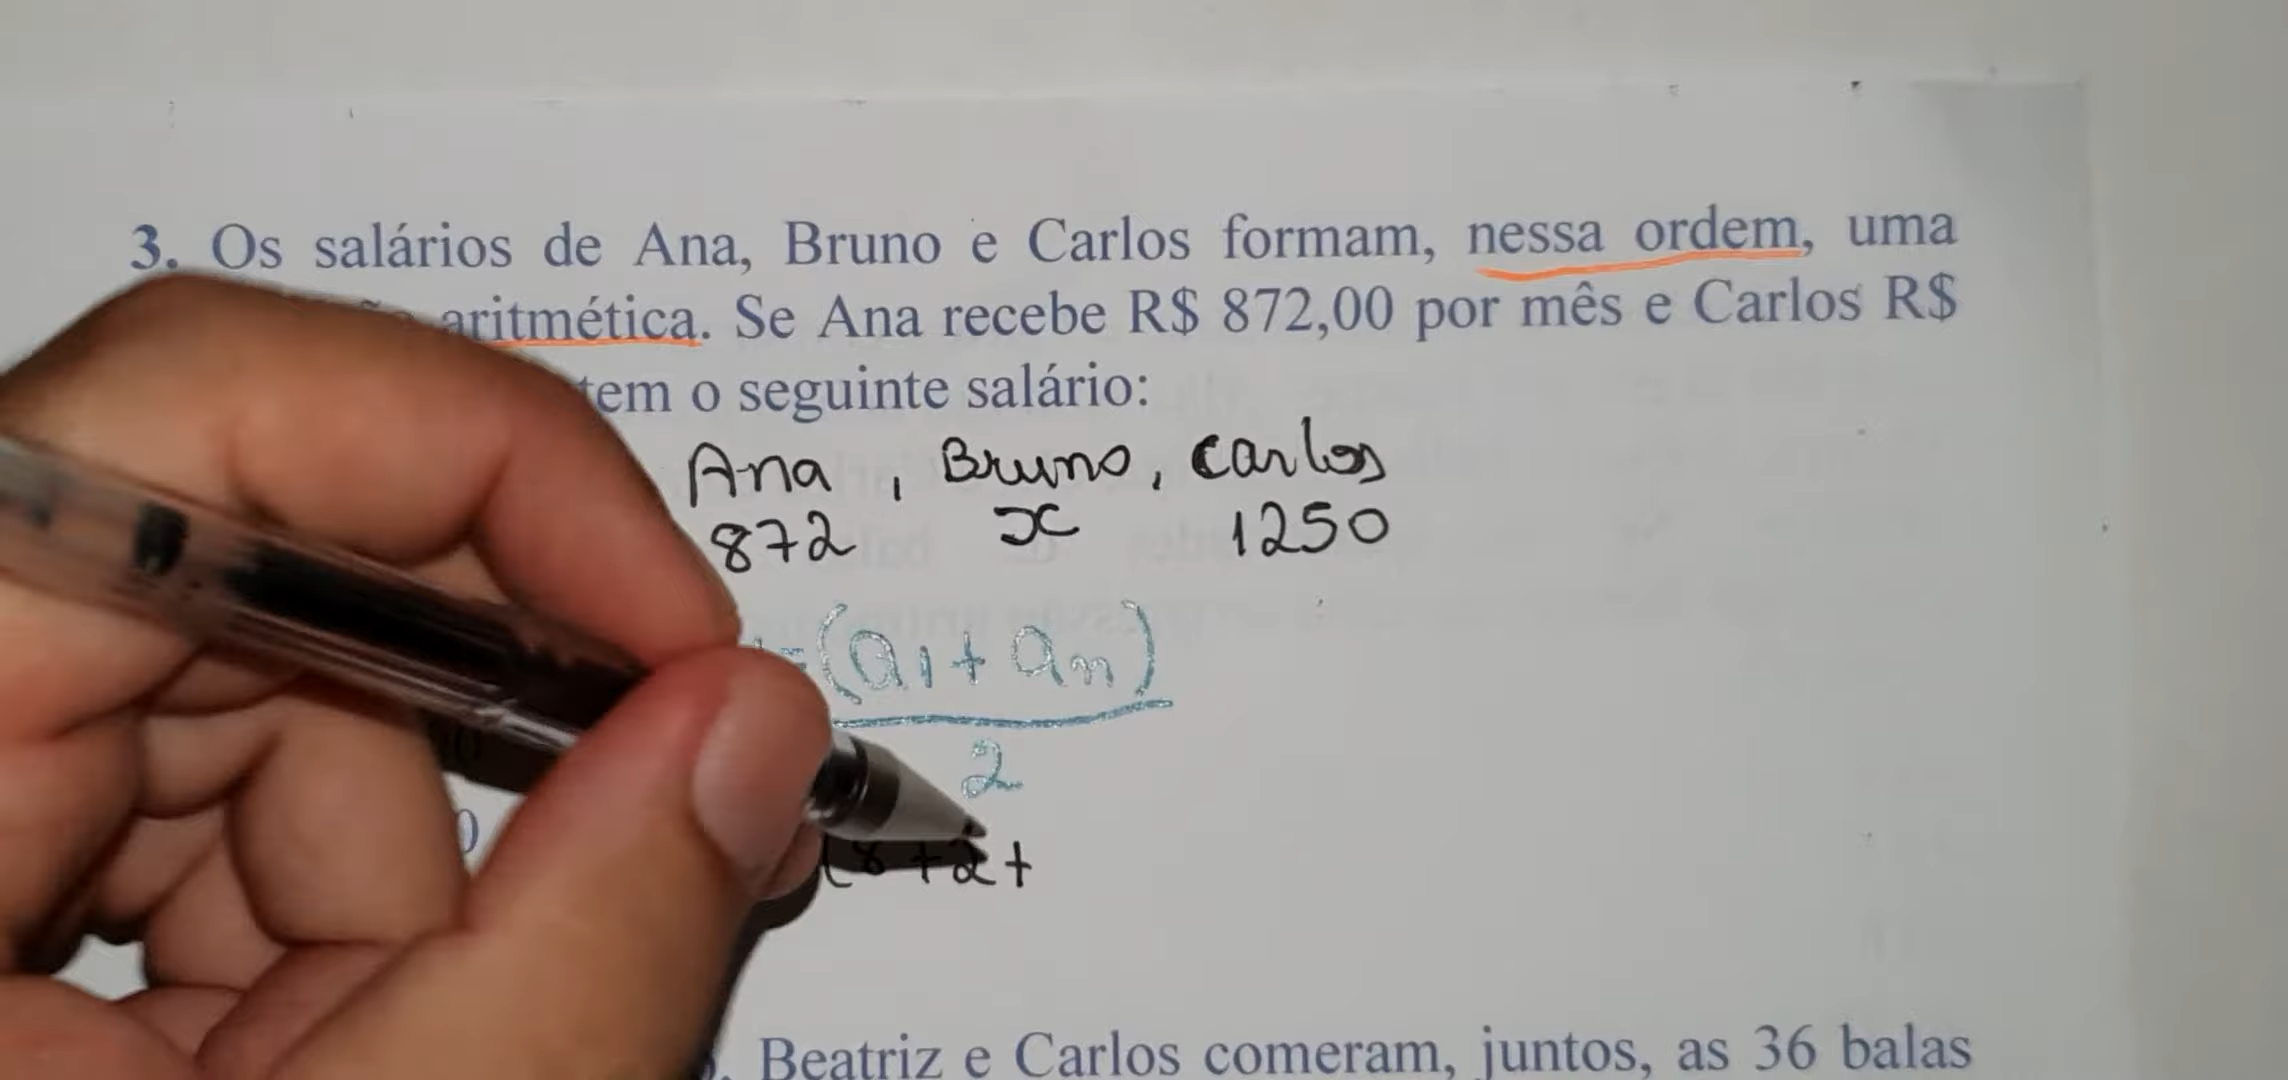 3. Os salários de Ana, Bruno e Carlos formam, nessa ordem, uma
aritmética. Se Ana recebe R$ 872,00 por mês e Carlos R$
tem o seguinte salário:
Ana , Bruno, Carlos
872 x 1250
=(a1+an)
2
(8+2+
Beatriz e Carlos comeram, juntos, as 36 balas